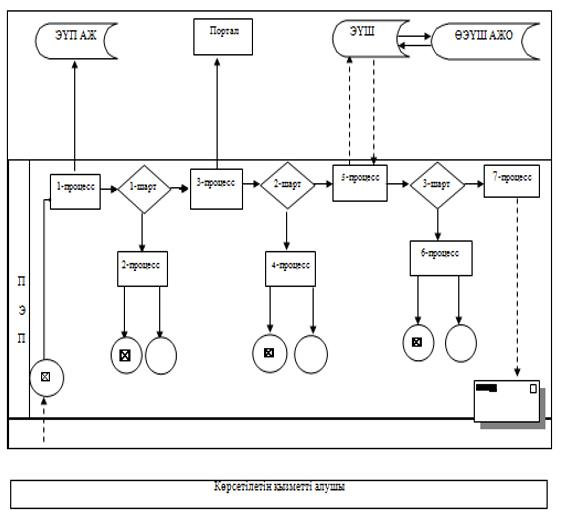 ЭҮП АЖ
Портал
ЭҮШ
ӨЭҮШ АЖО
1-процесс
1-шарт
3-процесс
2-шарт
5-процесс
3-шарт
7-процесс
2-процесс
4-процесс
6-процесс
П
Э
П
Көрсетілетін қызметті алушы